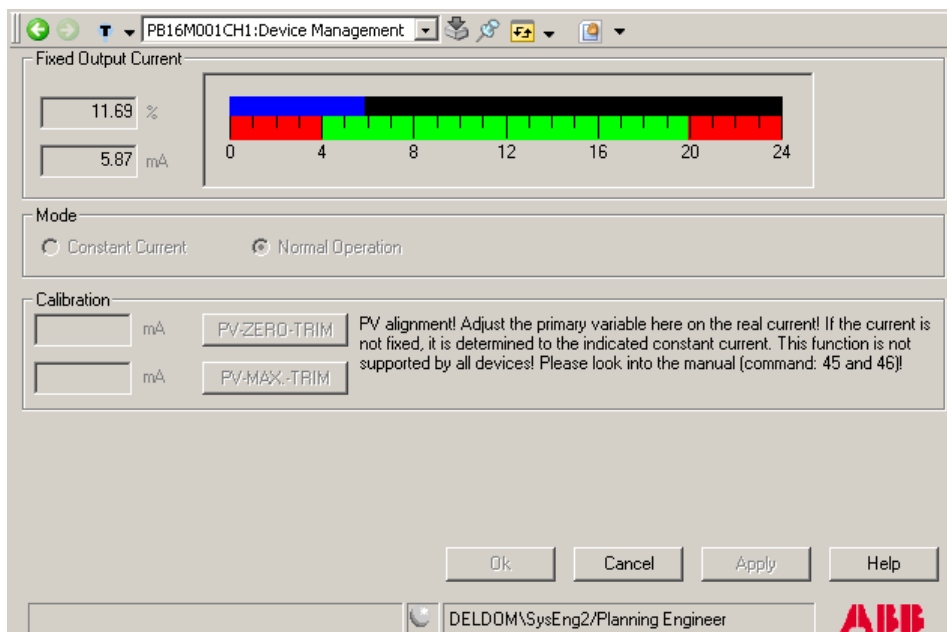 PB16M001CH1:Device Management
Fixed Output Current
11.69 %
5.87 mA
0 4 8 12 16 20 24
Mode
Constant Current Normal Operation
Calibration
mA PV-ZERO-TRIM
mA PV-MAX.-TRIM
PV alignment! Adjust the primary variable here on the real current! If the current is
not fixed, it is determined to the indicated constant current. This function is not
supported by all devices! Please look into the manual (command: 45 and 46)!
Ok Cancel Apply Help
DELDOM\SysEng2/Planning Engineer
ABB